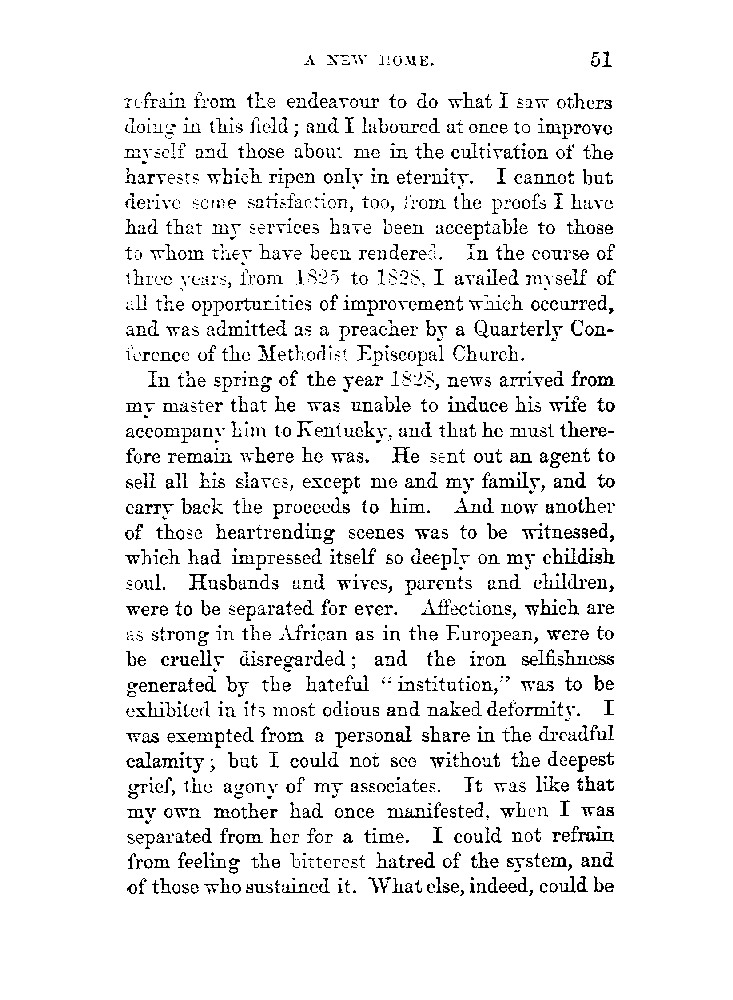 A NEW HOME. 51
refrain from the endeavour to do what I saw others
doing in this field; and I laboured at once to improve
myself and those about me in the cultivation of the
harvests which ripen only in eternity. I cannot but
derive some satisfaction, too, from the proofs I have
had that my services have been acceptable to those
to whom they have been rendered. In the course of
three years, from 1825 to 1828, I availed myself of
all the opportunities of improvement which occurred,
and was admitted as a preacher by a Quarterly Con-
ference of the Methodist Episcopal Church.
In the spring of the year 1828, news arrived from
my master that he was unable to induce his wife to
accompany him to Kentucky, and that he must there-
fore remain where he was. He sent out an agent to
sell all his slaves, except me and my family, and to
carry back the proceeds to him. And now another
of those heartrending scenes was to be witnessed,
which had impressed itself so deeply on my childish
soul. Husbands and wives, parents and children,
were to be separated for ever. Affections, which are
as strong in the African as in the European, were to
be cruelly disregarded; and the iron selfishness
generated by the hateful "institution," was to be
exhibited in its most odious and naked deformity. I
was exempted from a personal share in the dreadful
calamity; but I could not see without the deepest
grief, the agony of my associates. It was like that
my own mother had once manifested, when I was
separated from her for a time. I could not refrain
from feeling the bitterest hatred of the system, and
of those who sustained it. What else, indeed, could be